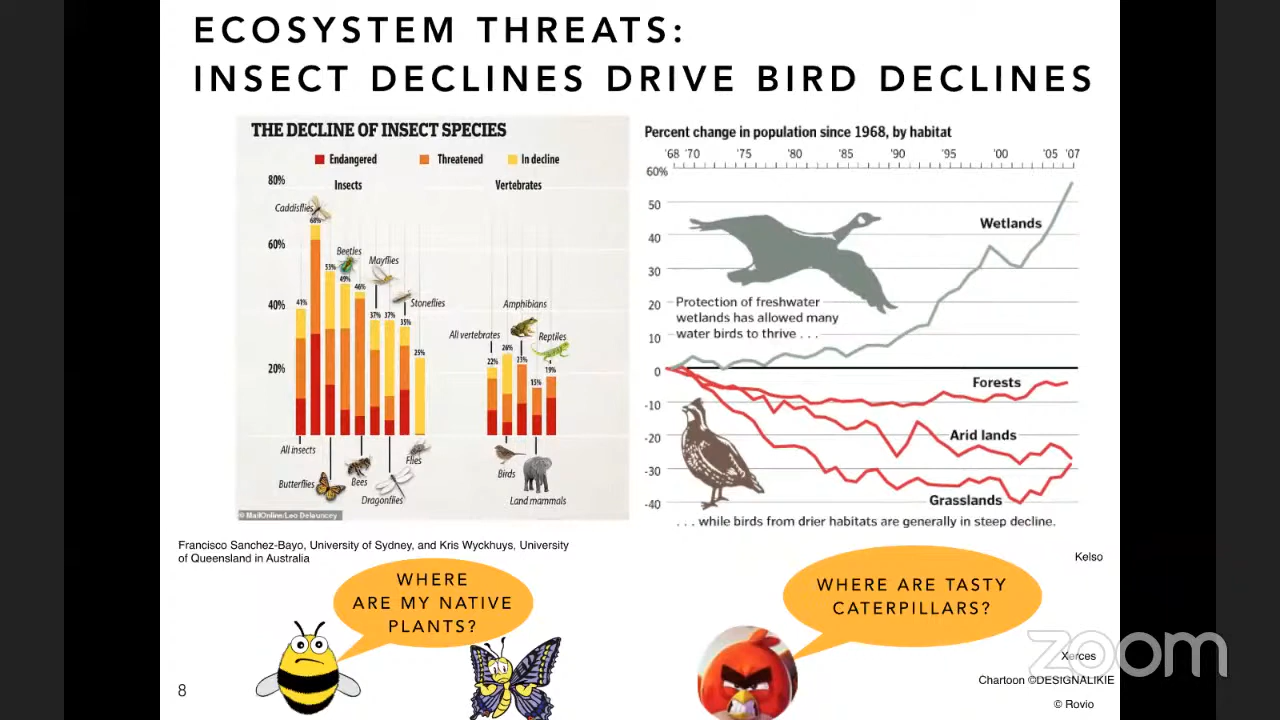 ECOSYSTEM THREATS:
INSECT DECLINES DRIVE BIRD DECLINES
THE DECLINE OF INSECT SPECIES
Endangered Threatened In decline
Insects Vertebrates
80%
60%
40%
20%
Caddisflies
68%
Beetles
53%
49%
46%
Mayflies
41%
37% 37%
35%
Stoneflies
25%
All insects
Butterflies
Bees
Dragonflies
Flies
Amphibians
All vertebrates
Reptiles
22%
26%
23%
15%
19%
Birds
Land mammals
© MailOnline/Leo Delauncey
Percent change in population since 1968, by habitat
'68 '70 '75 '80 '85 '90 '95 '00 '05 '07
60%
50
40
30
20
10
0
-10
-20
-30
-40
Wetlands
Protection of freshwater
wetlands has allowed many
water birds to thrive . . .
Forests
Arid lands
Grasslands
. . . while birds from drier habitats are generally in steep decline.
Francisco Sanchez-Bayo, University of Sydney, and Kris Wyckhuys, University
of Queensland in Australia
Kelso
WHERE
ARE MY NATIVE
PLANTS?
WHERE ARE TASTY
CATERPILLARS?
zoom
Xerces
Chartoon ©DESIGNALIKIE
© Rovio
8